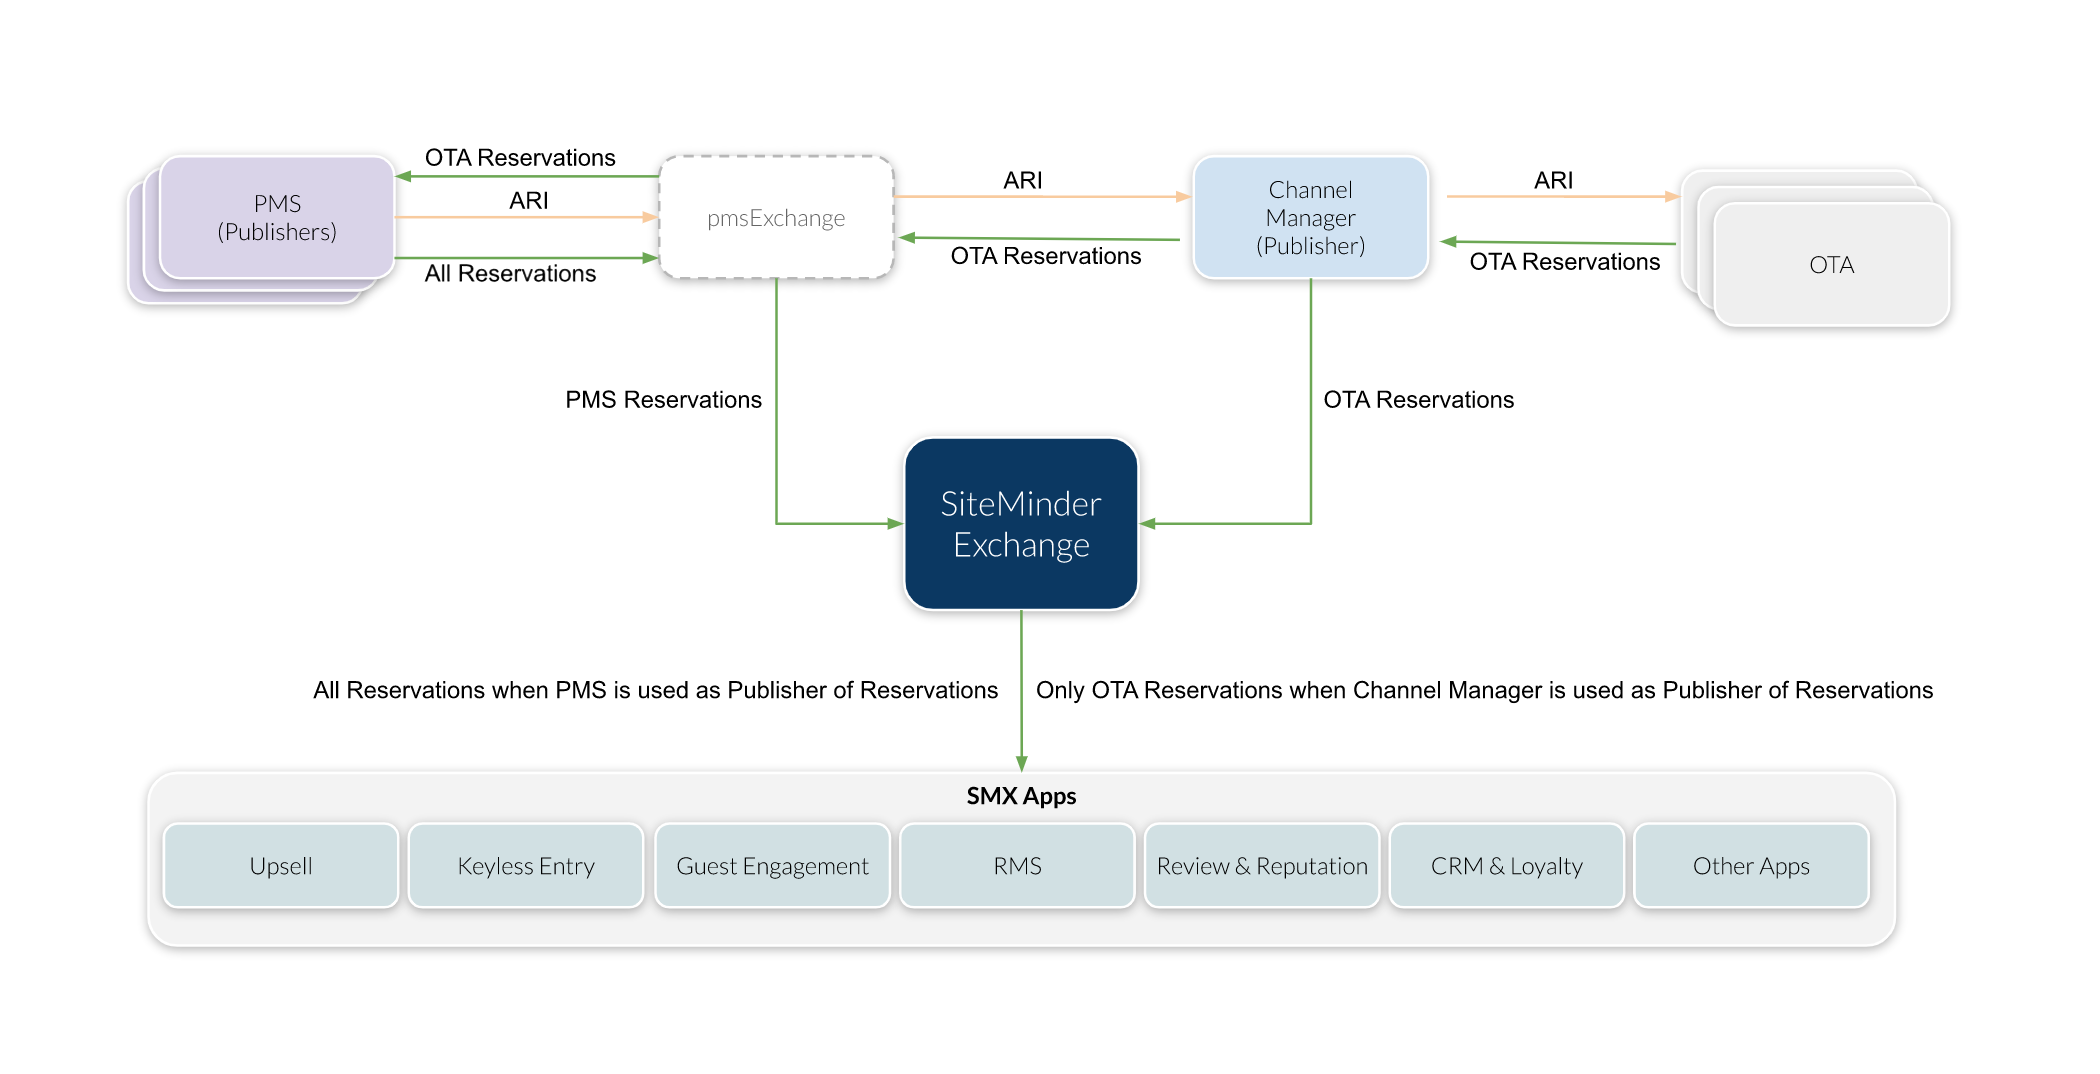 OTA Reservations
ARI
All Reservations
PMS
(Publishers)
pmsExchange
ARI
OTA Reservations
Channel
Manager
(Publisher)
ARI
OTA Reservations
OTA
PMS Reservations
OTA Reservations
SiteMinder
Exchange
All Reservations when PMS is used as Publisher of Reservations
Only OTA Reservations when Channel Manager is used as Publisher of Reservations
SMX Apps
Upsell
Keyless Entry
Guest Engagement
RMS
Review & Reputation
CRM & Loyalty
Other Apps